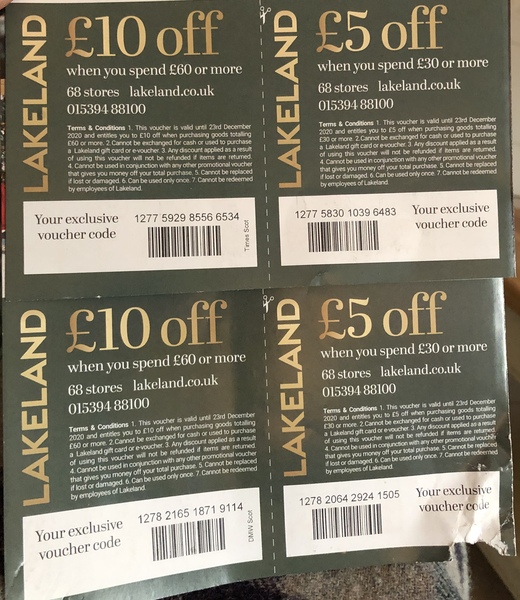 LAKELAND
£10 off
when you spend £60 or more
68 stores lakeland.co.uk
015394 88100
Terms & Conditions 1. This voucher is valid until 23rd December
2020 and entitles you to £10 off when purchasing goods totalling
£60 or more. 2.Cannot be exchanged for cash or used to purchase
a Lakeland gift card or e-voucher. 3. Any discount applied as a result
of using this voucher will not be refunded if items are returned.
4. Cannot be used in conjunction with any other promotional voucher
that gives you money off your total purchase. 5. Cannot be replaced
if lost or damaged. 6. Can be used only once. 7. Cannot be redeemed
by employees of Lakeland.
Your exclusive
voucher code
1277 5929 8556 6534
Times Scot
LAKELAND
£5 off
when you spend £30 or more
68 stores lakeland.co.uk
015394 88100
Terms & Conditions 1. This voucher is valid until 23rd December
2020 and entitles you to £5 off when purchasing goods totalling
£30 or more. 2.Cannot be exchanged for cash or used to purchase
a Lakeland gift card or e-voucher. 3. Any discount applied as a result
of using this voucher will not be refunded if items are returned.
4. Cannot be used in conjunction with any other promotional voucher
that gives you money off your total purchase. 5. Cannot be replaced
if lost or damaged. 6. Can be used only once. 7. Cannot be redeemed
by employees of Lakeland.
1277 5830 1039 6483
Your exclusive
voucher code
LAKELAND
£10 off
when you spend £60 or more
68 stores lakeland.co.uk
015394 88100
Terms & Conditions 1. This voucher is valid until 23rd December
2020 and entitles you to £10 off when purchasing goods totalling
£60 or more. 2.Cannot be exchanged for cash or used to purchase
a Lakeland gift card or e-voucher. 3. Any discount applied as a result
of using this voucher will not be refunded if items are returned.
4. Cannot be used in conjunction with any other promotional voucher
that gives you money off your total purchase. 5. Cannot be replaced
if lost or damaged. 6. Can be used only once. 7. Cannot be redeemed
by employees of Lakeland.
Your exclusive
voucher code
1278 2165 1871 9114
DMIW Scot
LAKELAND
£5 off
when you spend £30 or more
68 stores lakeland.co.uk
015394 88100
Terms & Conditions 1. This voucher is valid until 23rd December
2020 and entitles you to £5 off when purchasing goods totalling
£30 or more. 2.Cannot be exchanged for cash or used to purchase
a Lakeland gift card or e-voucher. 3. Any discount applied as a result
of using this voucher will not be refunded if items are returned.
4. Cannot be used in conjunction with any other promotional voucher
that gives you money off your total purchase. 5. Cannot be replaced
if lost or damaged. 6. Can be used only once. 7. Cannot be redeemed
by employees of Lakeland.
1278 2064 2924 1505
Your exclusive
voucher code